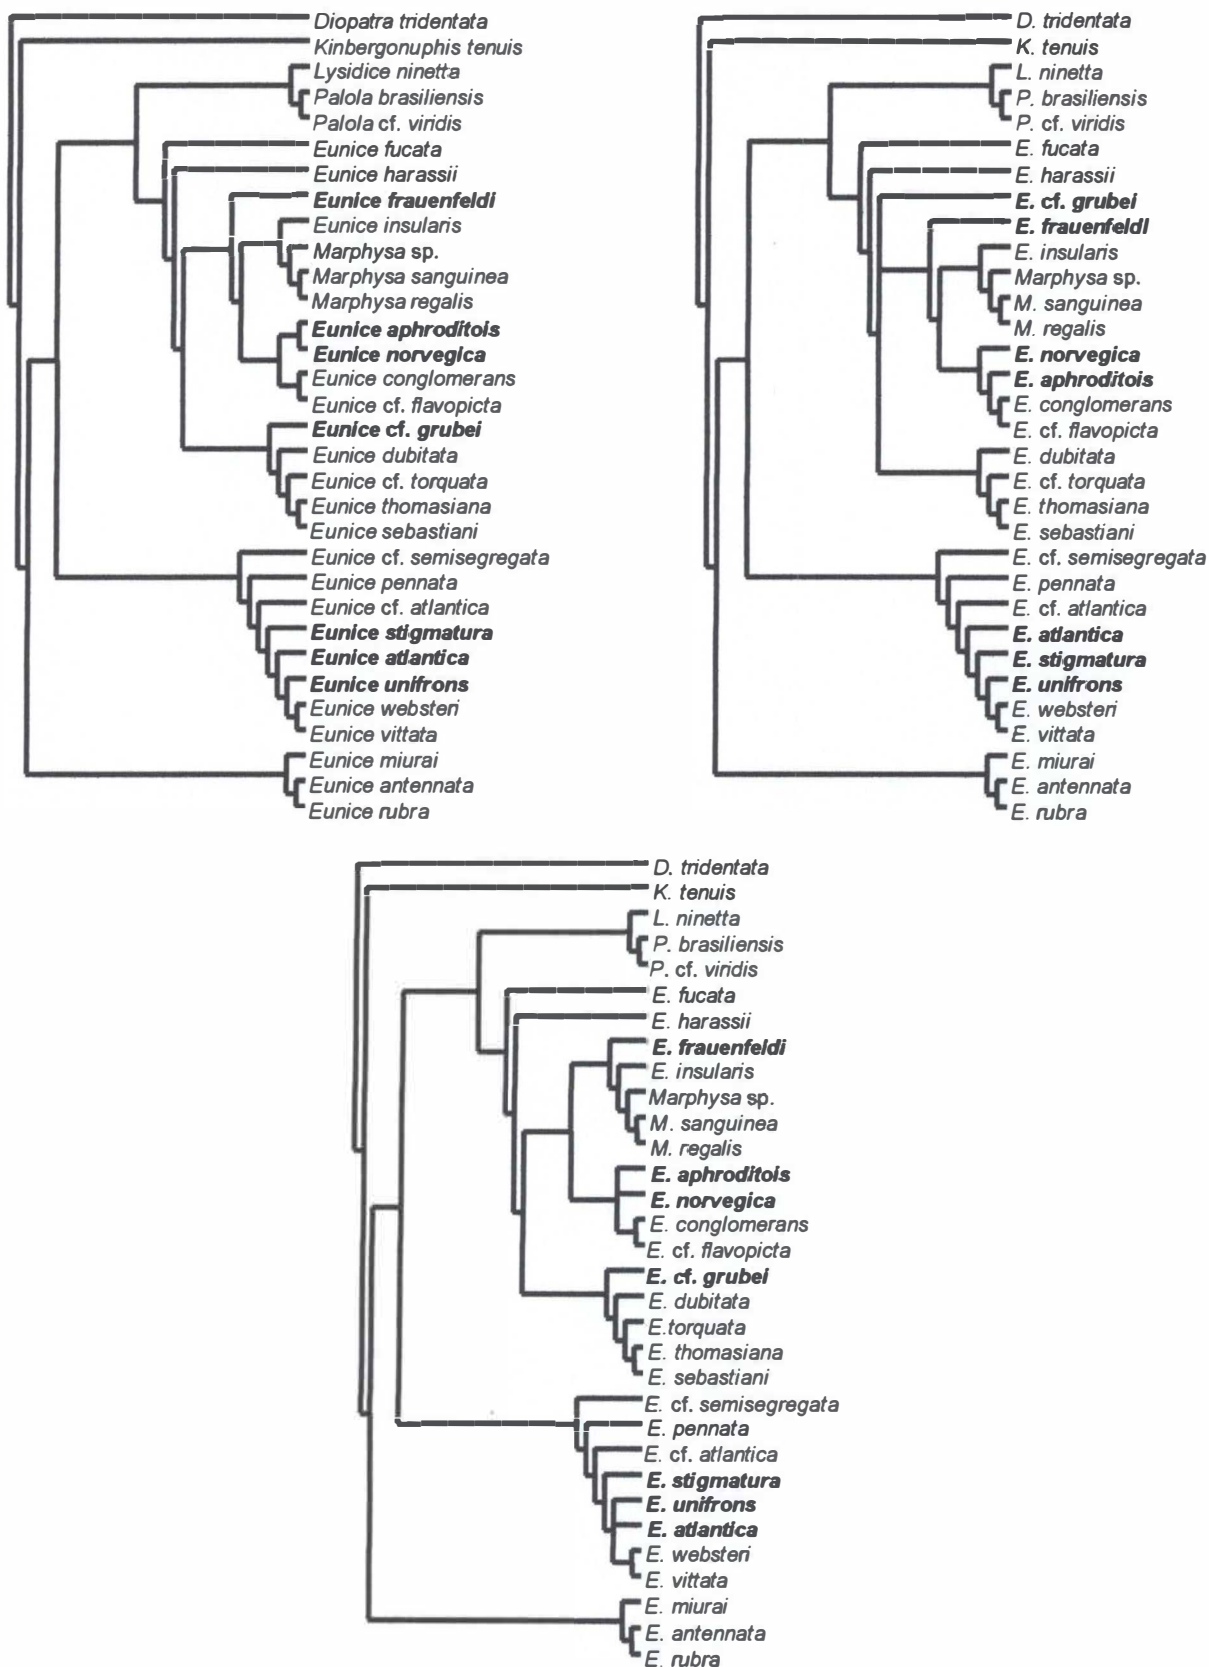 Diopatra tridentata
Kinbergonuphis tenuis
Lysidice ninetta
Palola brasiliensis
Palola cf. viridis
Eunice fucata
Eunice harassii
Eunice frauenfeldi
Eunice insularis
Marphysa sp.
Marphysa sanguinea
Marphysa regalis
Eunice aphroditois
Eunice norvegica
Eunice conglomerans
Eunice cf. flavopicta
Eunice cf. grubei
Eunice dubitata
Eunice cf. torquata
Eunice thomasiana
Eunice sebastiani
Eunice cf. semisegregata
Eunice pennata
Eunice cf. atlantica
Eunice stigmatura
Eunice atlantica
Eunice unifrons
Eunice websteri
Eunice vittata
Eunice miurai
Eunice antennata
Eunice rubra
D. tridentata
K. tenuis
L. ninetta
P. brasiliensis
P. cf. viridis
E. fucata
E. harassii
E. cf. grubei
E. frauenfeldi
E. insularis
Marphysa sp.
M. sanguinea
M. regalis
E. norvegica
E. aphroditois
E. conglomerans
E. cf. flavopicta
E. dubitata
E. cf. torquata
E. thomasiana
E. sebastiani
E. cf. semisegregata
E. pennata
E. cf. atlantica
E. atlantica
E. stigmatura
E. unifrons
E. websteri
E. vittata
E. miurai
E. antennata
E. rubra
D. tridentata
K. tenuis
L. ninetta
P. brasiliensis
P. cf. viridis
E. fucata
E. harassii
E. frauenfeldi
E. insularis
Marphysa sp.
M. sanguinea
M. regalis
E. aphroditois
E. norvegica
E. conglomerans
E. cf. flavopicta
E. cf. grubei
E. dubitata
E.torquata
E. thomasiana
E. sebastiani
E. cf. semisegregata
E. pennata
E. cf. atlantica
E. stigmatura
E. unifrons
E. atlantica
E. websteri
E. vittata
E. miurai
E. antennata
E. rubra